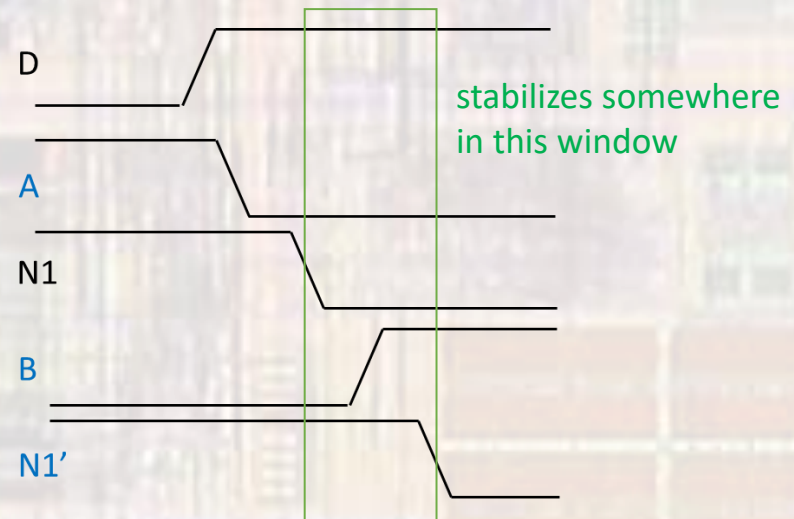 D
stabilizes somewhere
in this window
A
N1
B
N1’